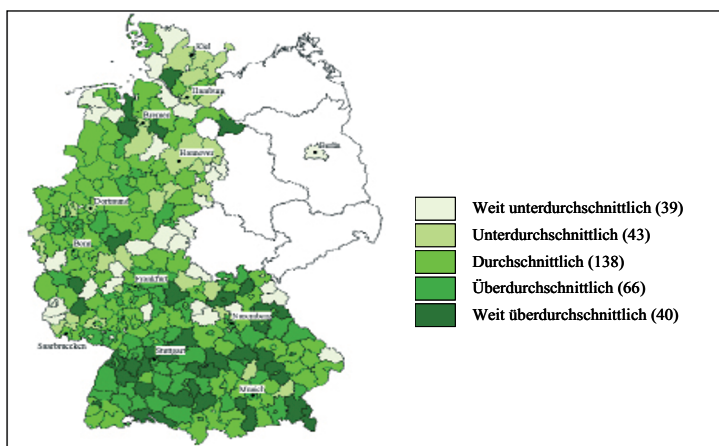 Kiel
Hamburg
Bremen
Berlin
Hannover
Dortmund
Bonn
Frankfurt
Nuremberg
Saarbruecken
Stuttgart
Munich
Weit unterdurchschnittlich (39)
Unterdurchschnittlich (43)
Durchschnittlich (138)
Überdurchschnittlich (66)
Weit überdurchschnittlich (40)